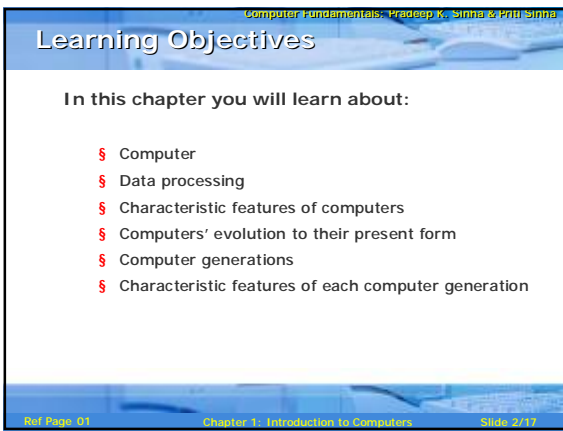 Computer Fundamentals: Pradeep K. Sinha & Priti Sinha
Learning Objectives
In this chapter you will learn about:
§ Computer
§ Data processing
§ Characteristic features of computers
§ Computers’ evolution to their present form
§ Computer generations
§ Characteristic features of each computer generation
Ref Page 01 Chapter 1: Introduction to Computers Slide 2/17